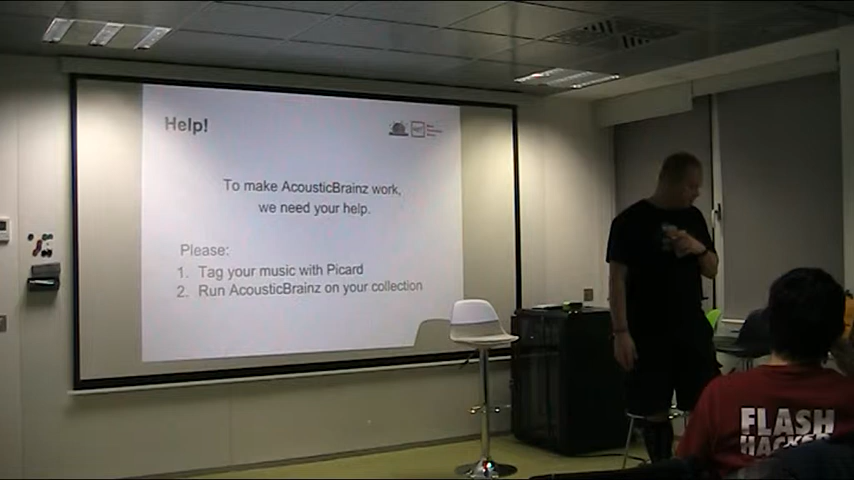 Help!
To make AcousticBrainz work,
we need your help.
Please:
1. Tag your music with Picard
2. Run AcousticBrainz on your collection
FLASH